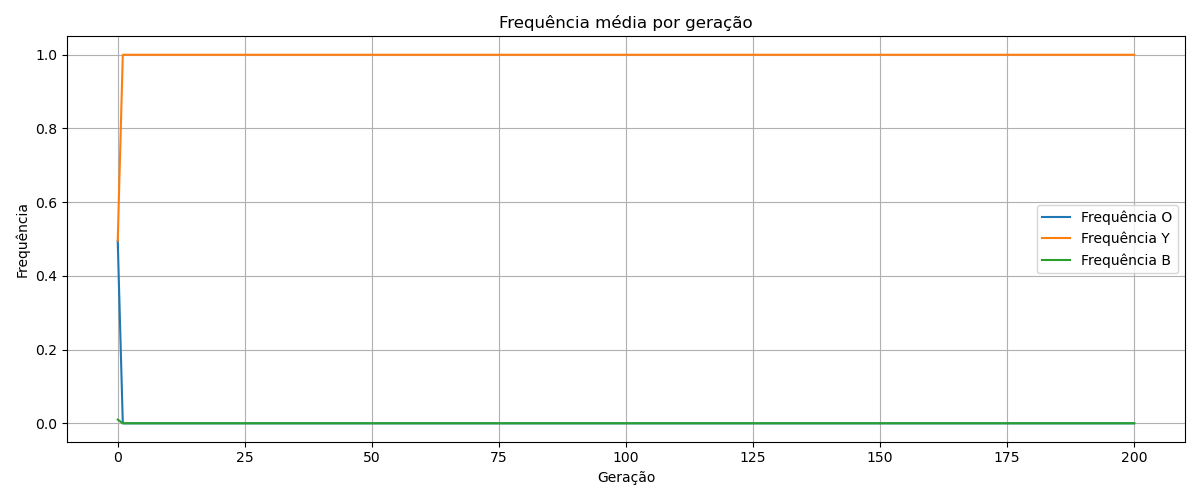 Frequência média por geração
1.0
0.8
0.6
0.4
0.2
0.0
Frequência
Frequência O
Frequência Y
Frequência B
0 25 50 75 100 125 150 175 200
Geração